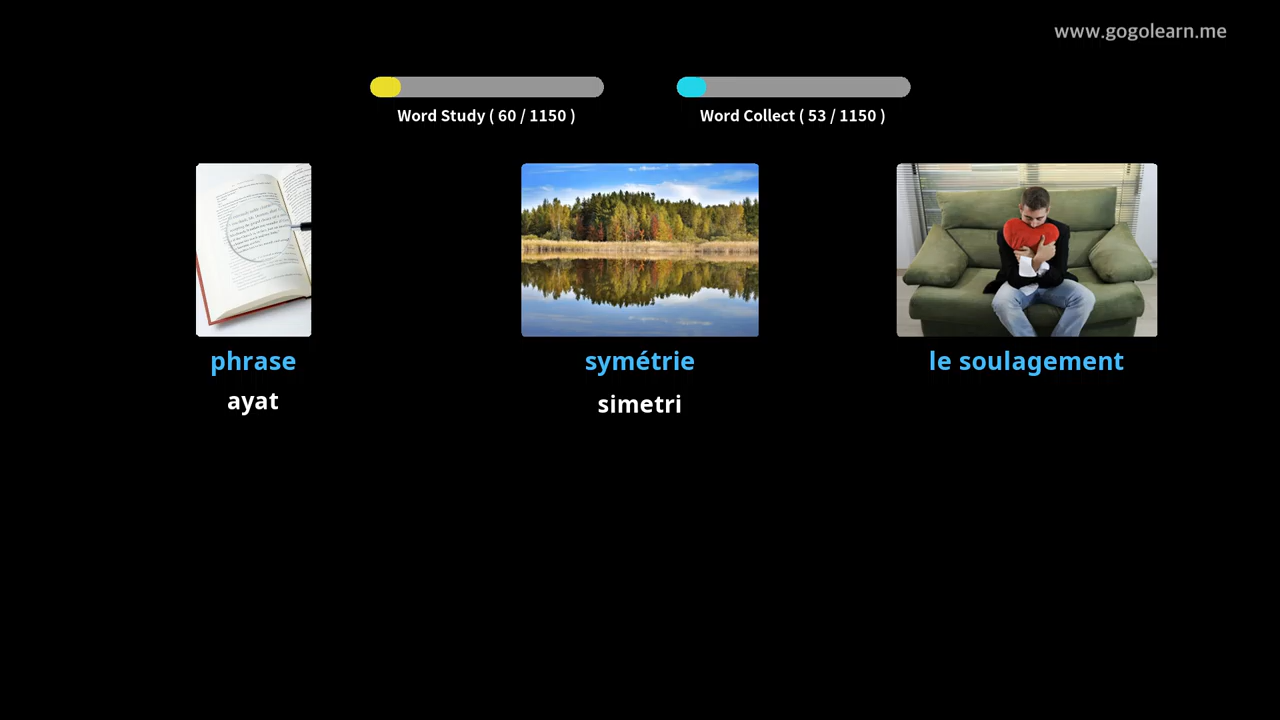 www.gogolearn.me
Word Study ( 60 / 1150 )
Word Collect ( 53 / 1150 )
phrase
symétrie
le soulagement
ayat
simetri